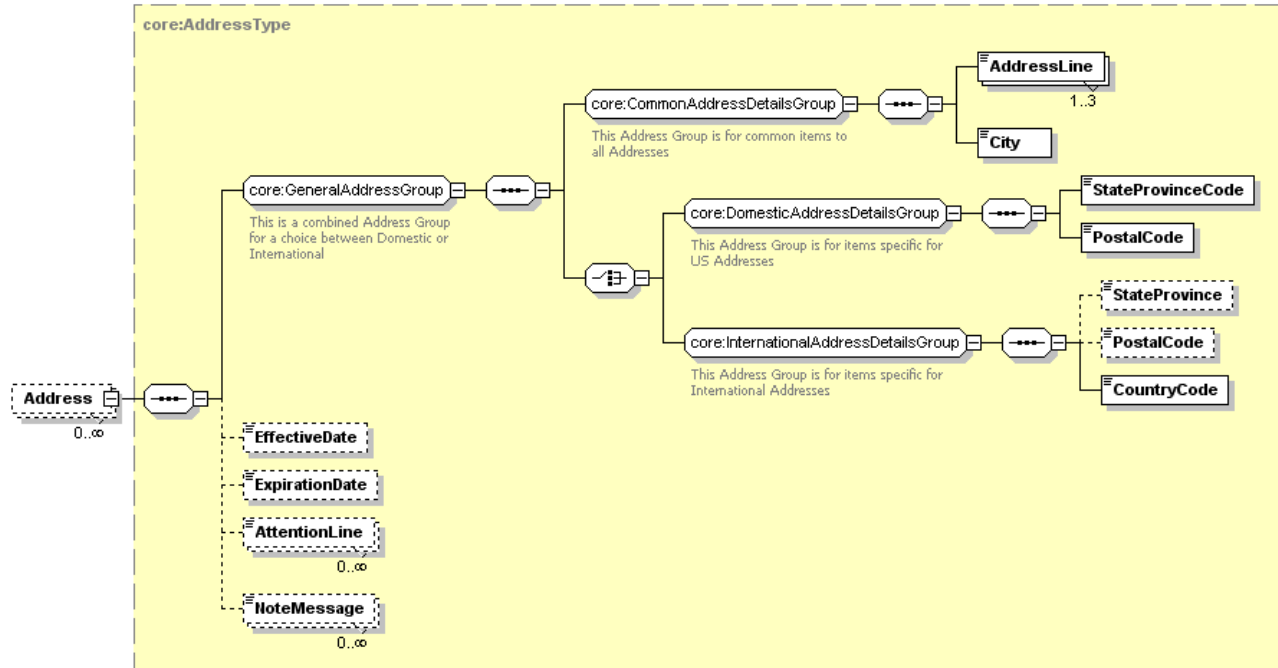 core:AddressType
AddressLine
1..3
core:CommonAddressDetailsGroup
This Address Group is for common items to
all Addresses
City
core:GeneralAddressGroup
This is a combined Address Group
for a choice between Domestic or
International
StateProvinceCode
core:DomesticAddressDetailsGroup
This Address Group is for items specific for
US Addresses
PostalCode
StateProvince
core:InternationalAddressDetailsGroup
This Address Group is for items specific for
International Addresses
PostalCode
CountryCode
Address
0..∞
EffectiveDate
ExpirationDate
AttentionLine
0..∞
NoteMessage
0..∞